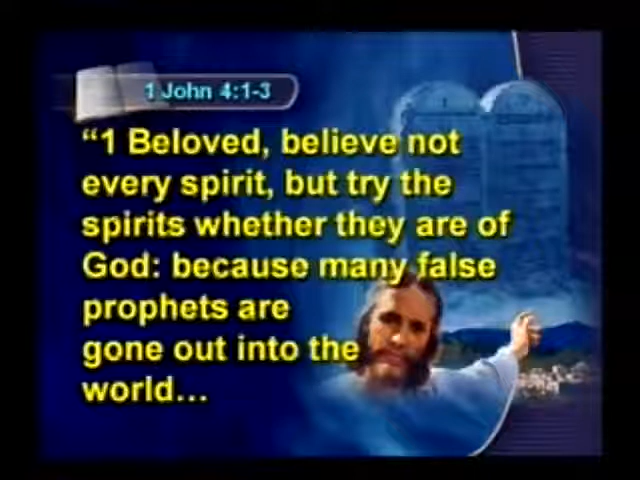 1 John 4:1-3
“1 Beloved, believe not
every spirit, but try the
spirits whether they are of
God: because many false
prophets are
gone out into the
world...